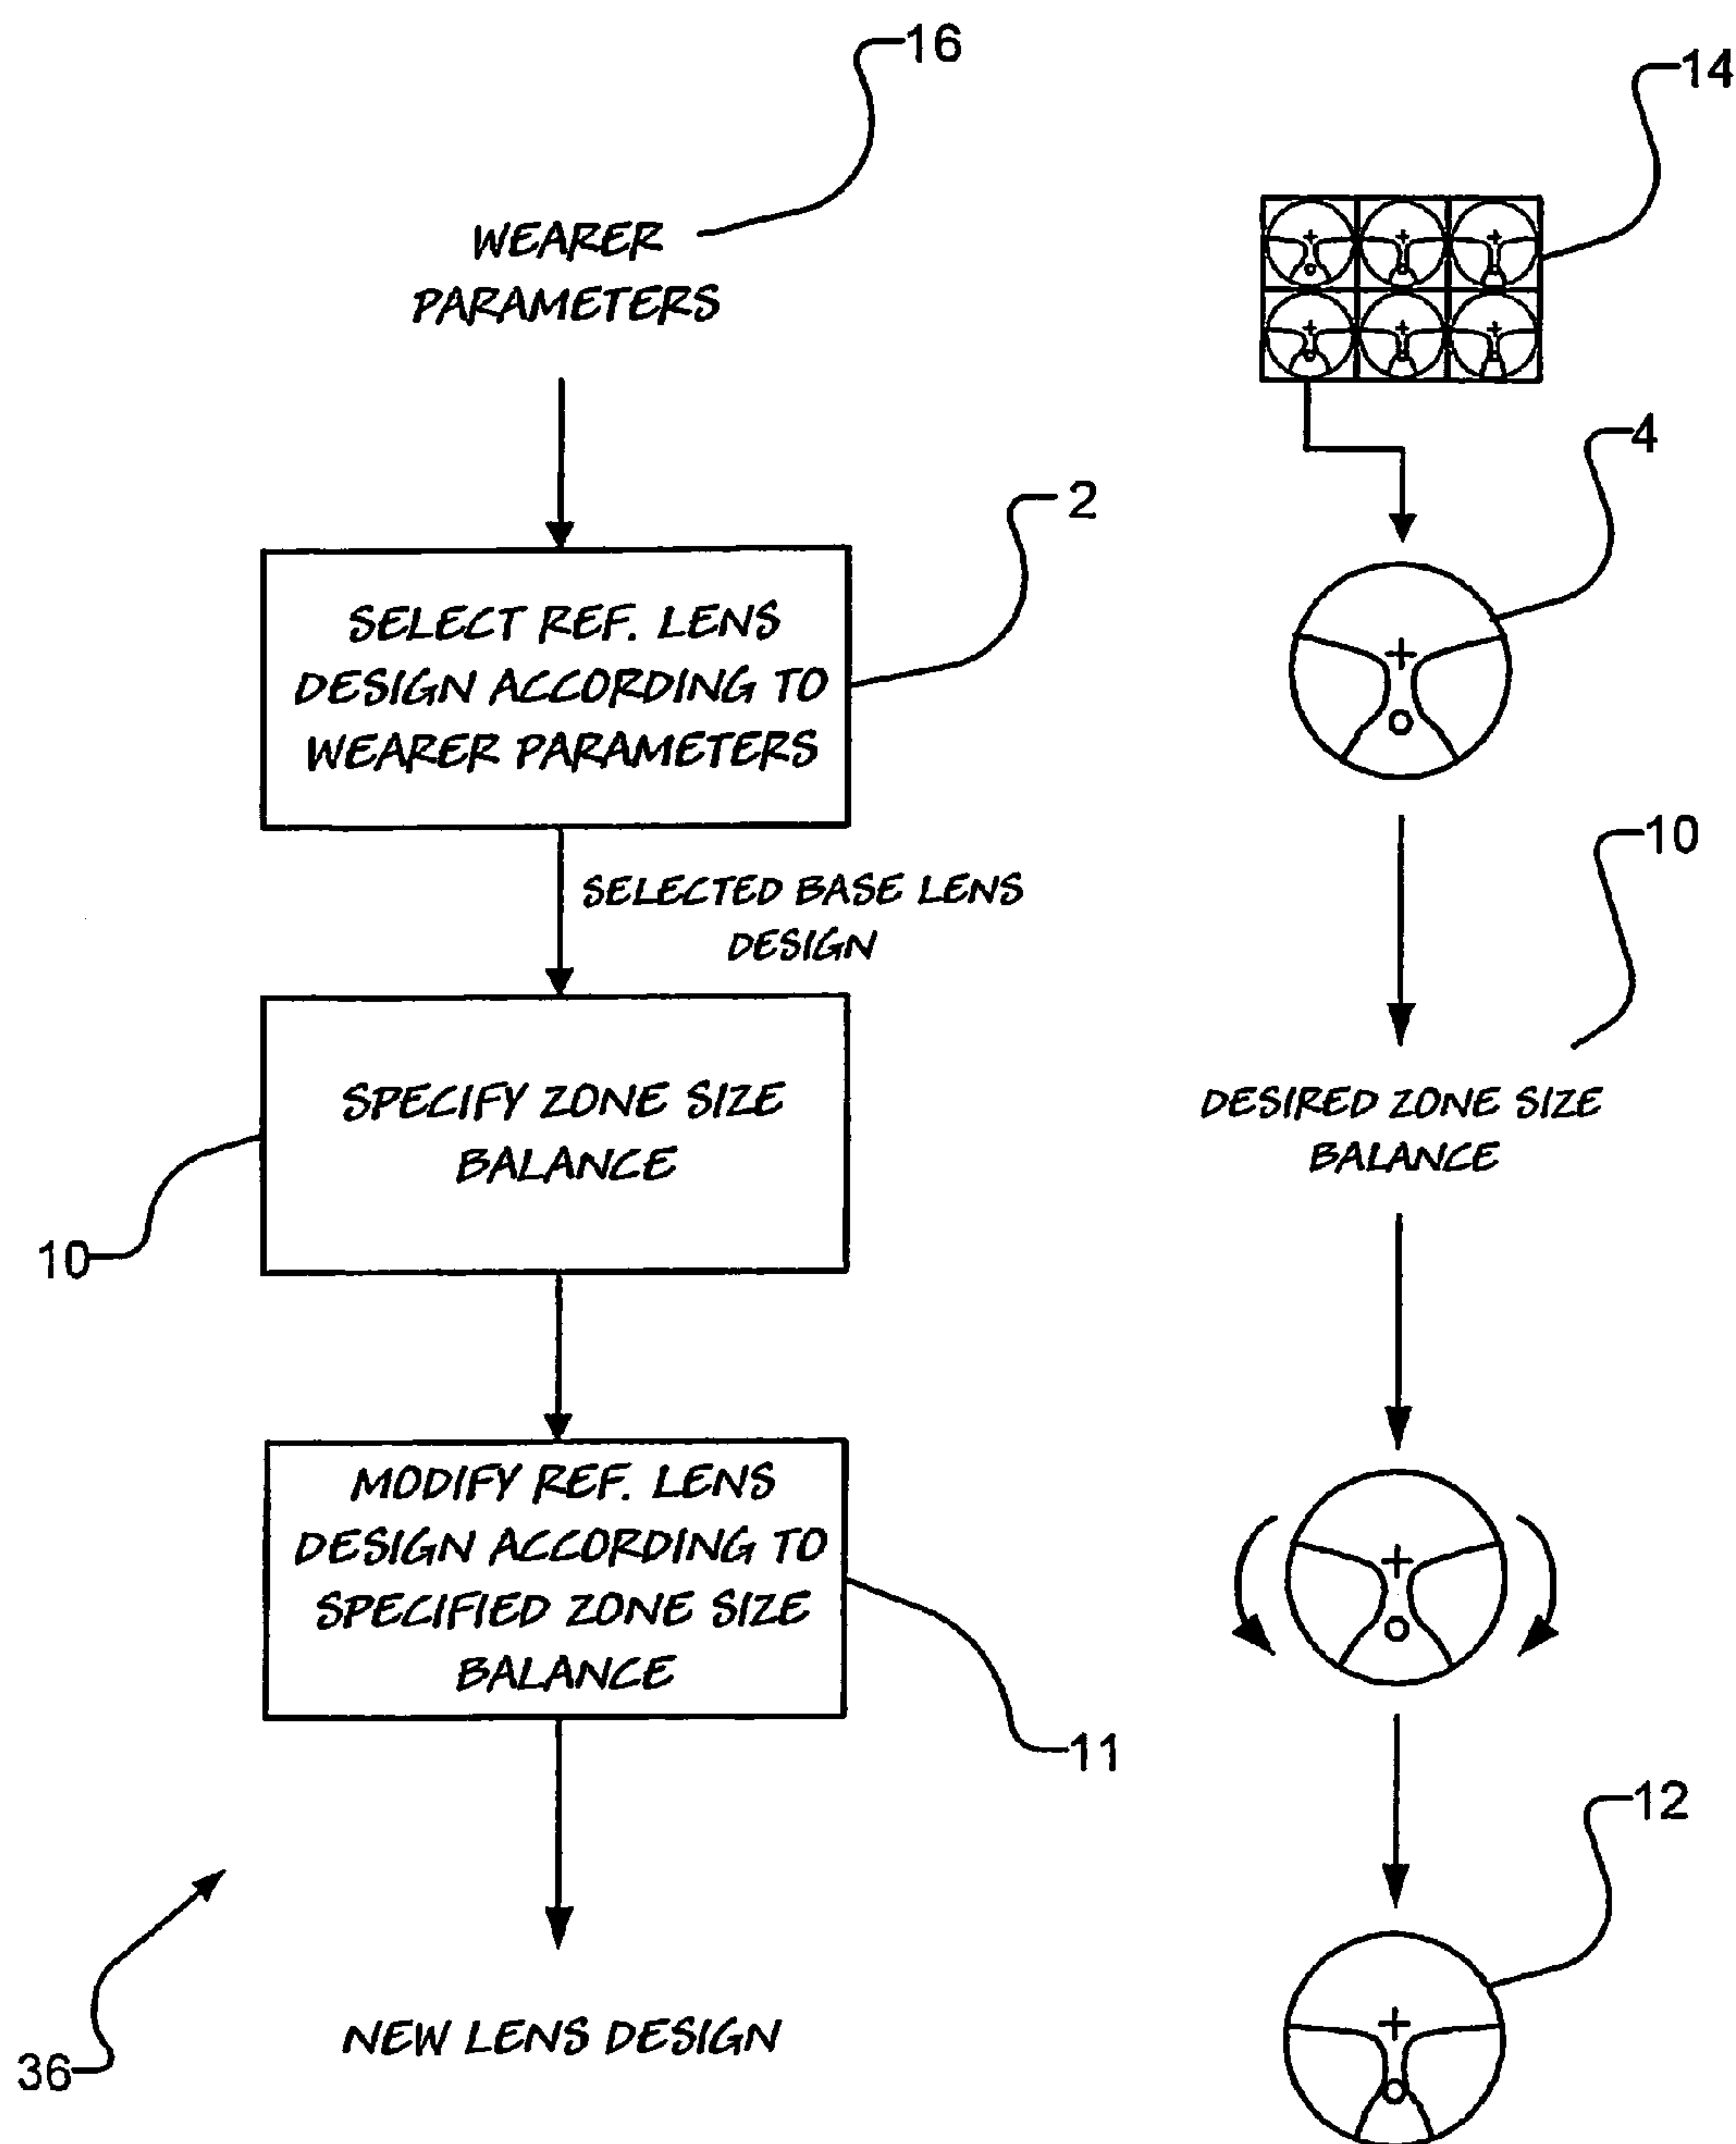 16
14
WEARER
PARAMETERS
4
2
SELECT REF. LENS
DESIGN ACCORDING TO
WEARER PARAMETERS
10
SELECTED BASE LENS
DESIGN
SPECIFY ZONE SIZE
BALANCE
DESIRED ZONE SIZE
BALANCE
10
MODIFY REF. LENS
DESIGN ACCORDING TO
SPECIFIED ZONE SIZE
BALANCE
11
12
NEW LENS DESIGN
36